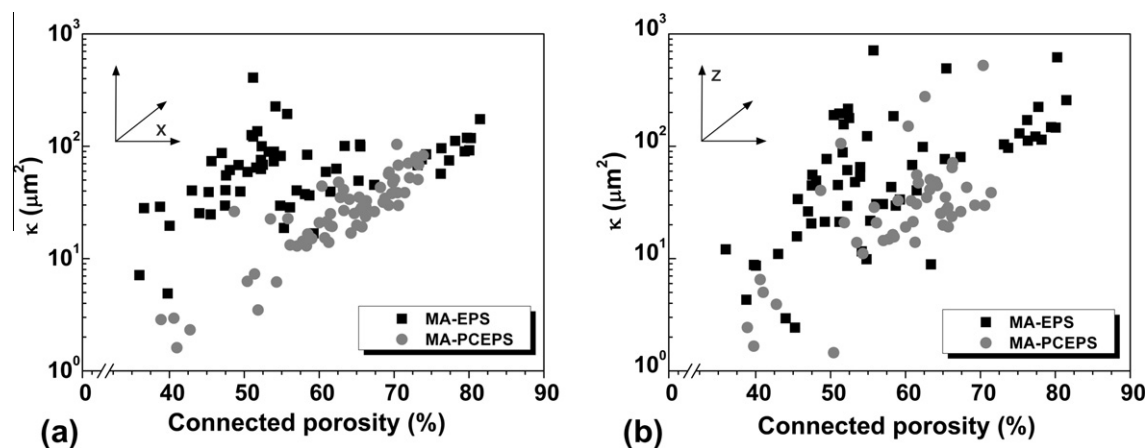 10³
(a)
10²
κ (μm²)
10¹
10⁰
x
MA-EPS
MA-PCEPS
0 40 50 60 70 80 90
Connected porosity (%)
10³
(b)
10²
κ (μm²)
10¹
10⁰
z
MA-EPS
MA-PCEPS
0 40 50 60 70 80 90
Connected porosity (%)